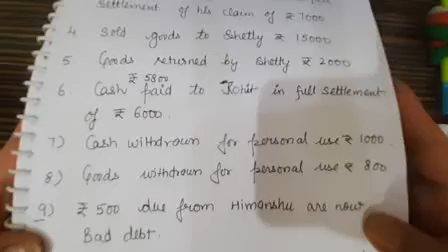 Settlement of his claim of ₹ 7000
4 Sold goods to Shetty ₹ 15000
5 Goods returned by Shetty ₹ 2000
₹ 5800
6 Cash paid to Rohit in full settlement
of ₹ 6000.
7) Cash withdrawn for personal use ₹ 1000.
8) Goods withdrawn for personal use ₹ 800
9) ₹ 500 due from Himanshu are now
Bad debt.